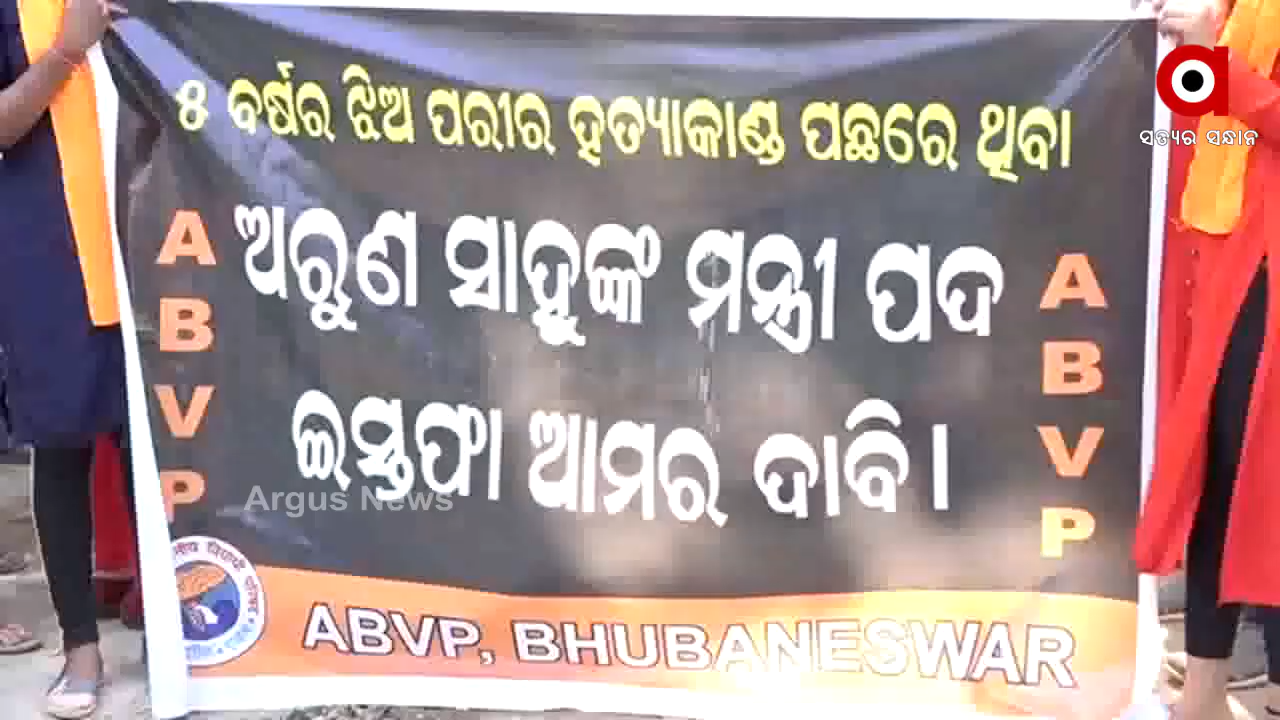 ୫ ବର୍ଷର ଝିଅ ପରୀର ହତ୍ୟାକାଣ୍ଡ ପଛରେ ଥିବା
ଅରୁଣ ସାହୁଙ୍କ ମନ୍ତ୍ରୀ ପଦ
ଇସ୍ତଫା ଆମର ଦାବି ।
ABVP
ABVP
ABVP, BHUBANESWAR
Argus News
a
ସତ୍ୟର ସନ୍ଧାନ